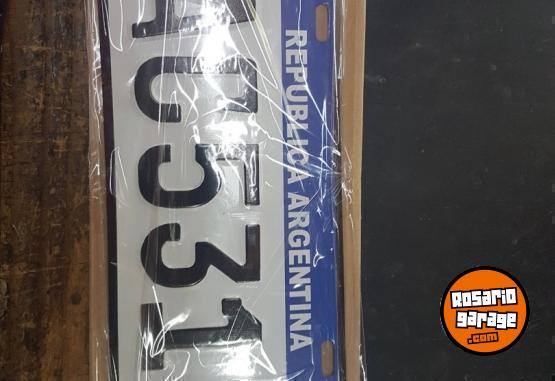 REPUBLICA ARGENTINA
AC531
Rosario
garage
.com